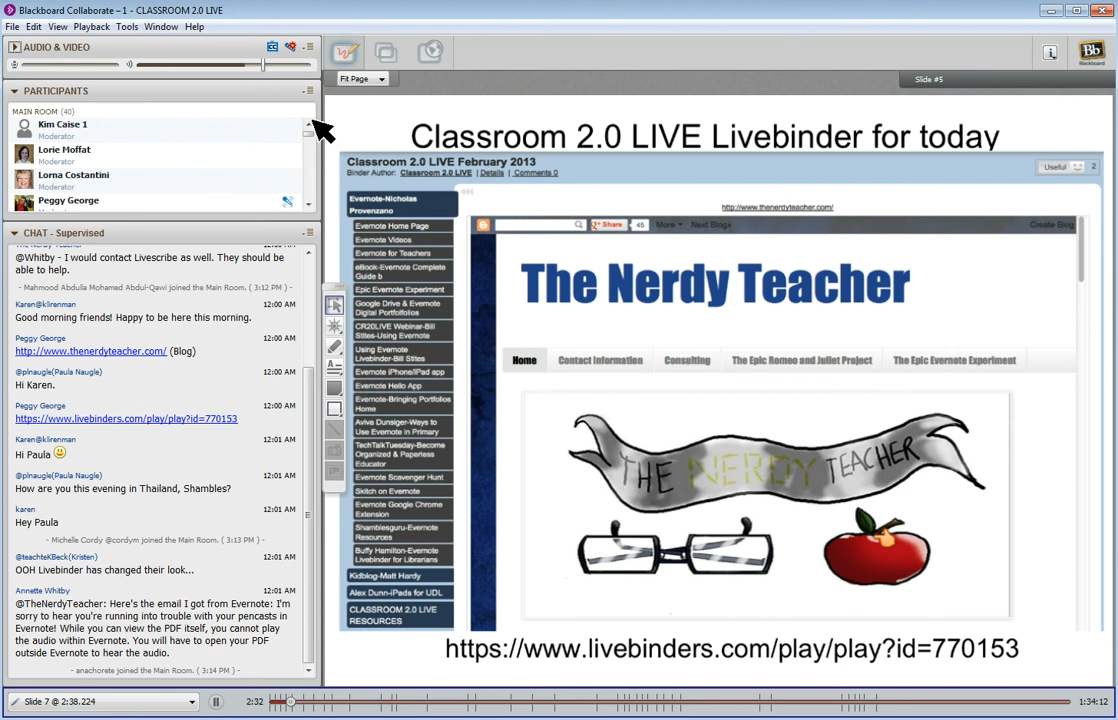 Blackboard Collaborate – 1 - CLASSROOM 2.0 LIVE
File Edit View Playback Tools Window Help
AUDIO & VIDEO
PARTICIPANTS
MAIN ROOM (40)
Kim Caise 1
Moderator
Lorie Moffat
Moderator
Lorna Costantini
Moderator
Peggy George
CHAT - Supervised
@Whitby - I would contact Livescribe as well. They should
be able to help.
- Mahmood Abdulla Mohamed Abdul-Qawi joined the Main Room. ( 3:12 PM ) -
Karen@klirenman 12:00 AM
Good morning friends! Happy to be here this morning.
Peggy George 12:00 AM
http://www.thenerdyteacher.com/ (Blog)
@plnaugle(Paula Naugle) 12:00 AM
Hi Karen.
Peggy George 12:00 AM
https://www.livebinders.com/play/play?id=770153
Karen@klirenman 12:01 AM
Hi Paula
@plnaugle(Paula Naugle) 12:01 AM
How are you this evening in Thailand, Shambles?
karen 12:01 AM
Hey Paula
- Michelle Cordy @cordym joined the Main Room. ( 3:13 PM ) -
@teachteKBeck(Kristen) 12:01 AM
OOH Livebinder has changed their look...
Annette Whitby 12:01 AM
@TheNerdyTeacher: Here's the email I got from Evernote: I'm
sorry to hear you're running into trouble with your pencasts in
Evernote! While you can view the PDF itself, you cannot play
the audio within Evernote. You will have to open your PDF
outside Evernote to hear the audio.
- anachorete joined the Main Room. ( 3:14 PM ) -
Bb
Blackboard
Fit Page
Slide #5
Classroom 2.0 LIVE Livebinder for today
Classroom 2.0 LIVE February 2013
Binder Author: Classroom 2.0 LIVE | Details | Comments 0
Useful 2
Evernote-Nicholas
Provenzano
Evernote Home Page
Evernote Videos
Evernote for Teachers
eBook-Evernote Complete
Guide b
Epic Evernote Experiment
Google Drive & Evernote
Digital Portfolfolios
CR20LIVE Webinar-Bill
Stites-Using Evernote
Using Evernote
Livebinder-Bill Stites
Evernote iPhone/iPad app
Evernote Hello App
Evernote-Bringing Portfolios
Home
Avive Dunsiger-Ways to
Use Evernote in Primary
TechTalkTuesday-Become
Organized & Paperless
Educator
Evernote Scavenger Hunt
Skitch on Evernote
Evernote Google Chrome
Extension
Shamblesguru-Evernote
Resources
Buffy Hamilton-Evernote
Livebinder for Librarians
Kidblog-Matt Hardy
Alex Dunn-iPads for UDL
CLASSROOM 2.0 LIVE
RESOURCES
http://www.thenerdyteacher.com/
Share 45 More Next Blog» Create Blog
The Nerdy Teacher
Home Contact Information Consulting The Epic Romeo and Juliet Project The Epic Evernote Experiment
THE NERDY TEACHER
https://www.livebinders.com/play/play?id=770153
Slide 7 @ 2:38.224
2:32
1:34:12